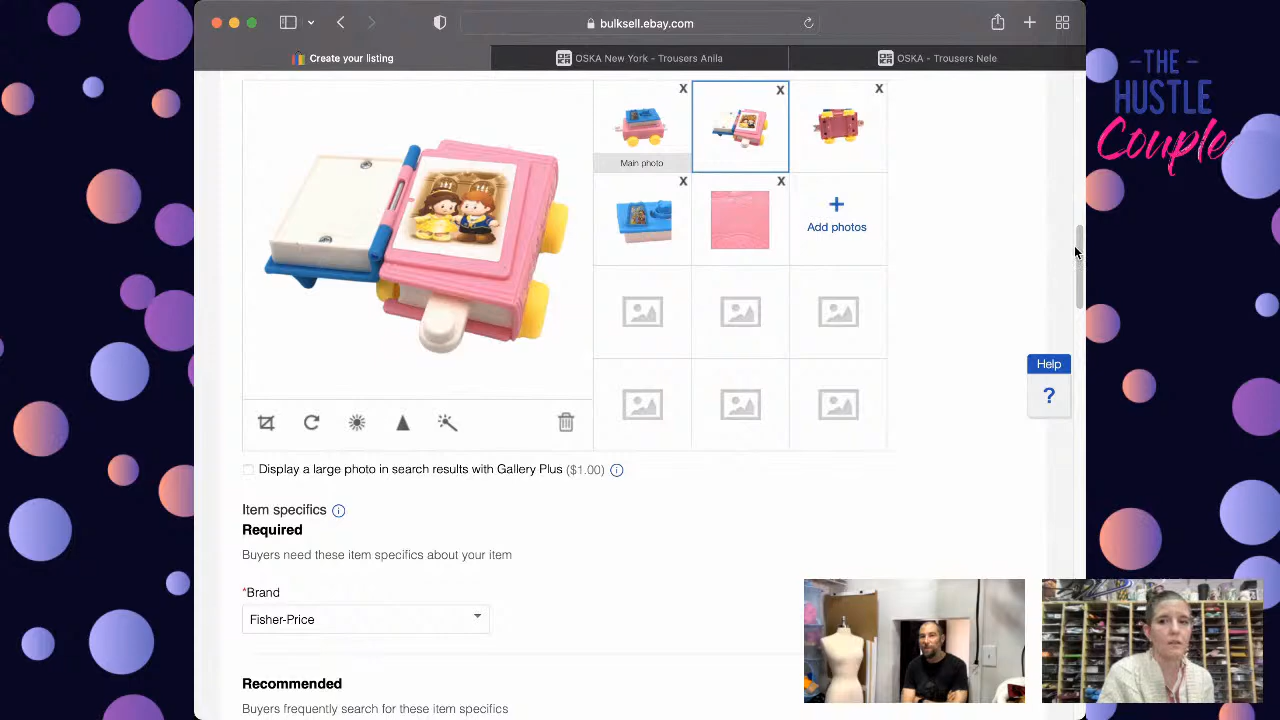 bulksell.ebay.com
Create your listing
OSKA New York - Trousers Anila
OSKA - Trousers Nele
THE
HUSTLE
Couple
X
X
X
Main photo
X
X
+
Add photos
Help
?
Display a large photo in search results with Gallery Plus ($1.00) i
Item specifics i
Required
Buyers need these item specifics about your item
*Brand
Fisher-Price
Recommended
Buyers frequently search for these item specifics